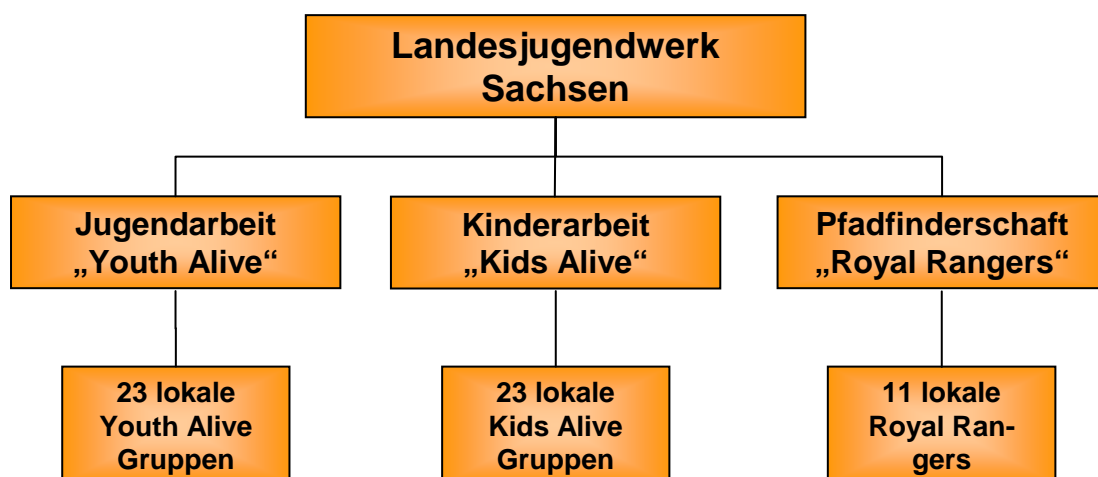 Landesjugendwerk
Sachsen
Jugendarbeit
„Youth Alive“
Kinderarbeit
„Kids Alive“
Pfadfinderschaft
„Royal Rangers“
23 lokale
Youth Alive
Gruppen
23 lokale
Kids Alive
Gruppen
11 lokale
Royal Ran-
gers